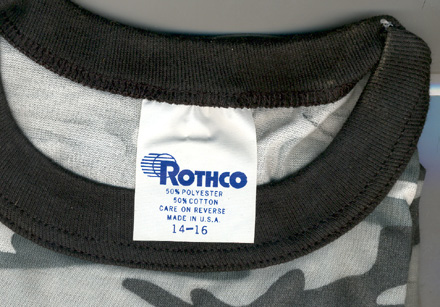 ROTHCO
50% POLYESTER
50% COTTON
CARE ON REVERSE
MADE IN U.S.A.
14-16